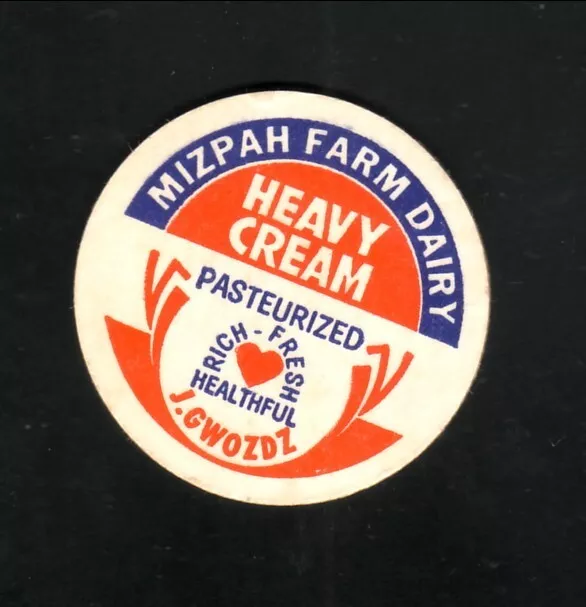 MIZPAH FARM DAIRY
HEAVY
CREAM
PASTEURIZED
RICH - FRESH
HEALTHFUL
J.GWOZDZ